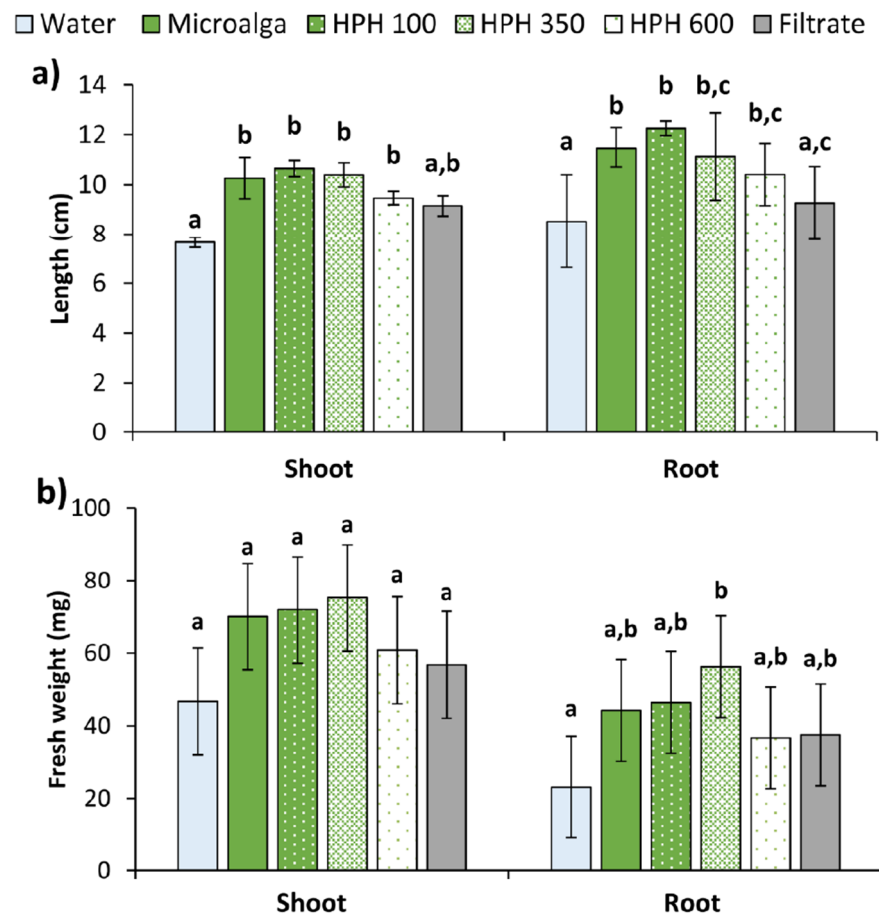 Water Microalga HPH 100 HPH 350 HPH 600 Filtrate
a)
Length (cm)
14
12
10
8
6
4
2
0
a b b b b a,b
a b b b,c b,c a,c
Shoot Root
b)
Fresh weight (mg)
100
80
60
40
20
0
a a a a a a
a a,b a,b b a,b a,b
Shoot Root